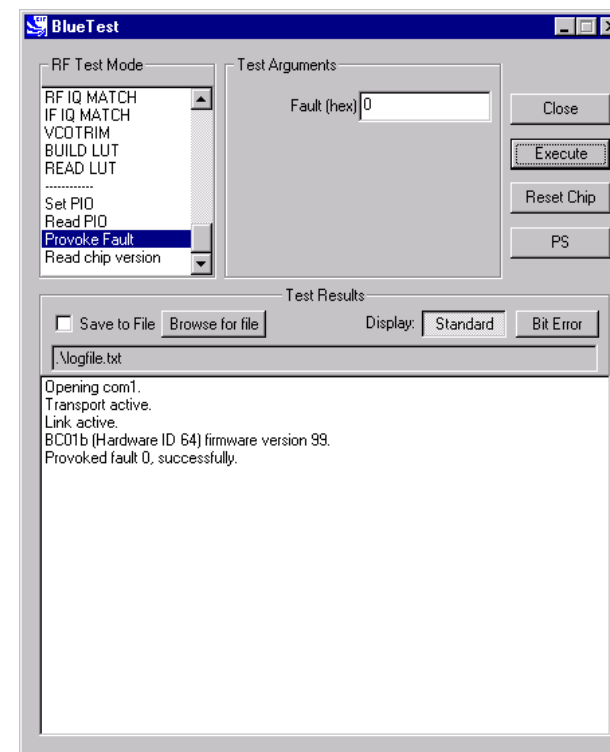 BlueTest
RF Test Mode
RF IQ MATCH
IF IQ MATCH
VCOTRIM
BUILD LUT
READ LUT
------------
Set PIO
Read PIO
Provoke Fault
Read chip version
Test Arguments
Fault (hex) 0
Close
Execute
Reset Chip
PS
Test Results
Save to File Browse for file Display: Standard Bit Error
.\logfile.txt
Opening com1.
Transport active.
Link active.
BC01b (Hardware ID 64) firmware version 99.
Provoked fault 0, successfully.